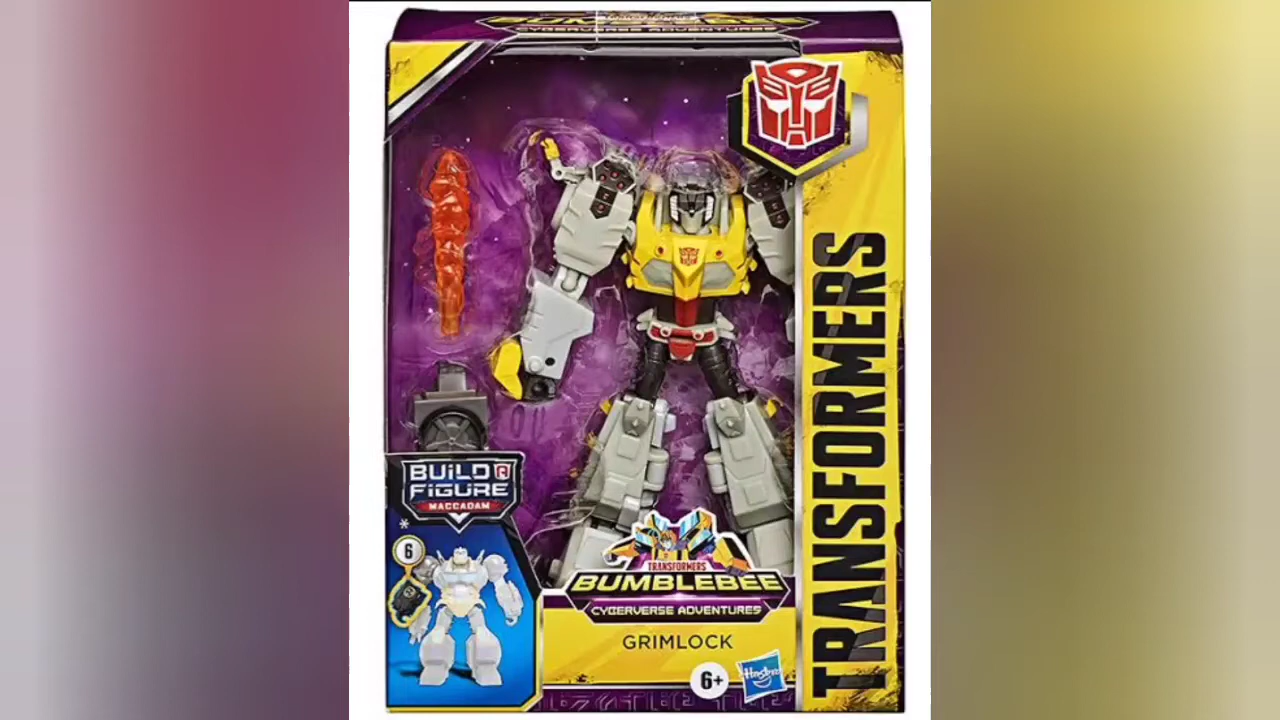 BUMBLEBEE
CYBERVERSE ADVENTURES
TRANSFORMERS
BUILD A
FIGURE
MACCADAM
*
6
TRANSFORMERS
BUMBLEBEE
CYBERVERSE ADVENTURES
GRIMLOCK
6+
Hasbro